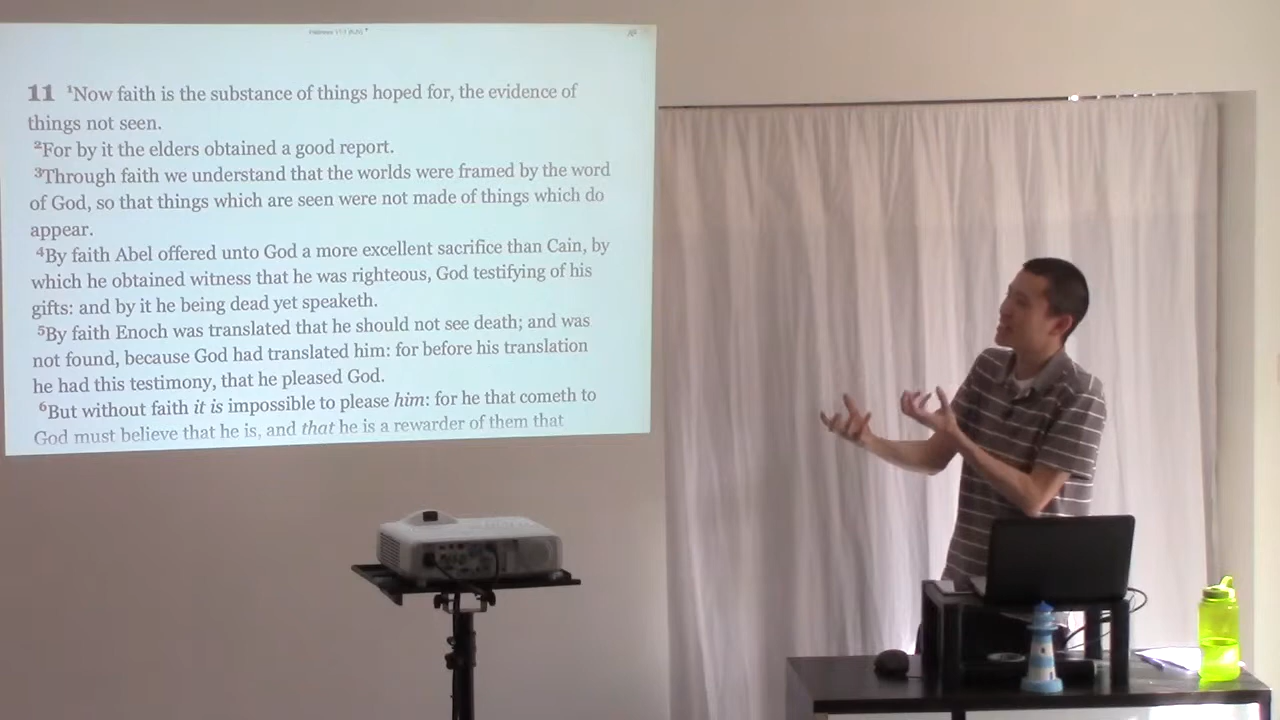 11 ¹Now faith is the substance of things hoped for, the evidence of
things not seen.
²For by it the elders obtained a good report.
³Through faith we understand that the worlds were framed by the word
of God, so that things which are seen were not made of things which do
appear.
⁴By faith Abel offered unto God a more excellent sacrifice than Cain, by
which he obtained witness that he was righteous, God testifying of his
gifts: and by it he being dead yet speaketh.
⁵By faith Enoch was translated that he should not see death; and was
not found, because God had translated him: for before his translation
he had this testimony, that he pleased God.
⁶But without faith it is impossible to please him: for he that cometh to
God must believe that he is, and that he is a rewarder of them that